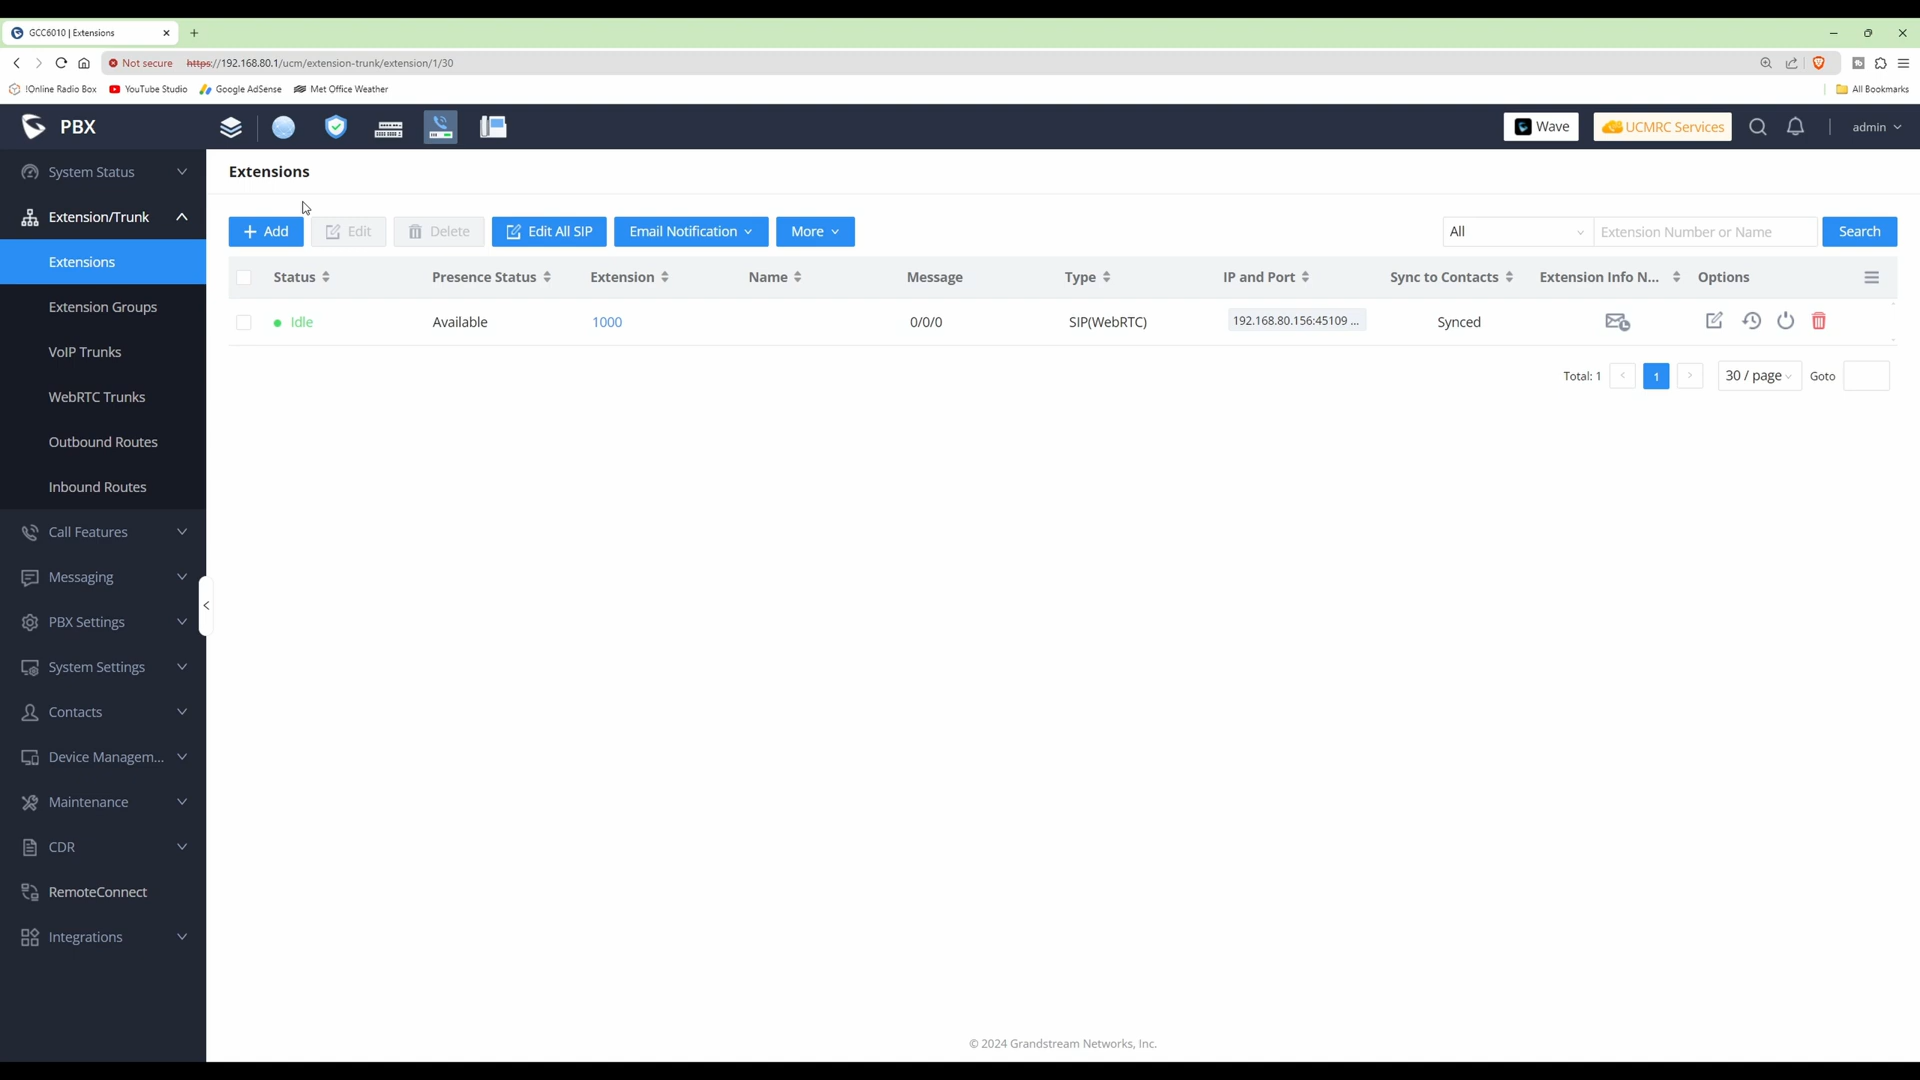 GCC6010 | Extensions
Not secure https://192.168.80.1/ucm/extension-trunk/extension/1/30
!Online Radio Box YouTube Studio Google AdSense Met Office Weather All Bookmarks
PBX Wave UCMRC Services admin
System Status
Extension/Trunk
Extensions
Extension Groups
VoIP Trunks
WebRTC Trunks
Outbound Routes
Inbound Routes
Call Features
Messaging
PBX Settings
System Settings
Contacts
Device Managem...
Maintenance
CDR
RemoteConnect
Integrations
Extensions
+ Add Edit Delete Edit All SIP Email Notification More All Extension Number or Name Search
Status Presence Status Extension Name Message Type IP and Port Sync to Contacts Extension Info N... Options
Idle Available 1000 0/0/0 SIP(WebRTC) 192.168.80.156:45109 ... Synced
Total: 1 < 1 > 30 / page Goto
© 2024 Grandstream Networks, Inc.